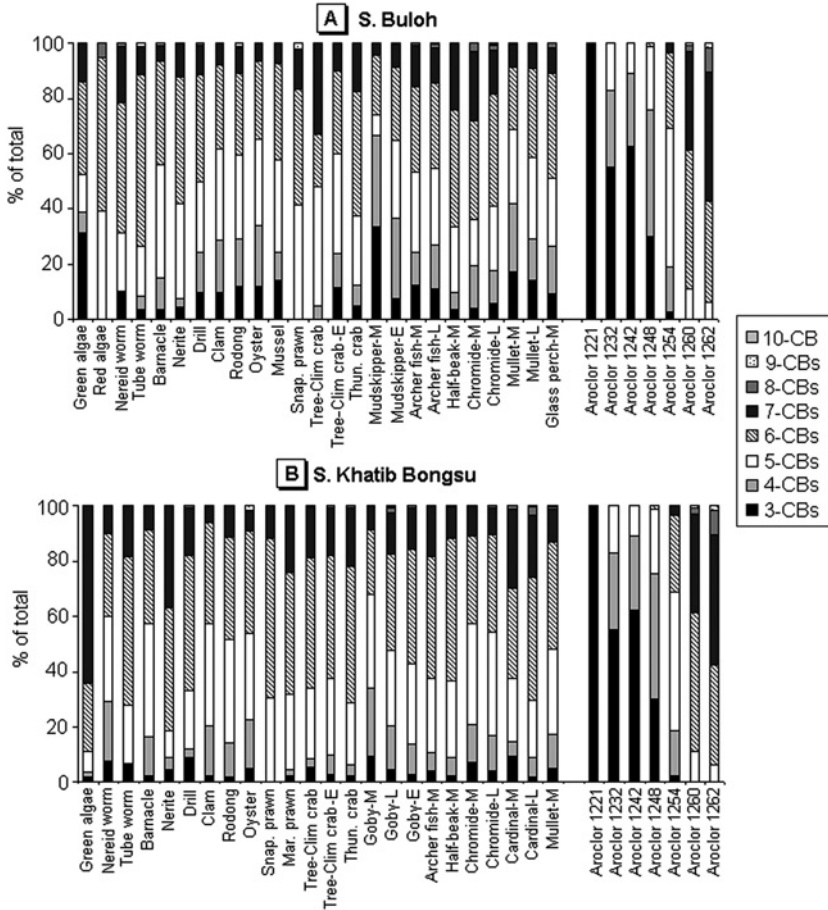 A S. Buloh
% of total
100
80
60
40
20
0
Green algae
Red algae
Nereid worm
Tube worm
Barnacle
Nerite
Drill
Clam
Rodong
Oyster
Mussel
Snap. prawn
Tree-Clim crab
Tree-Clim crab-E
Thun. crab
Mudskipper-M
Mudskipper-E
Archer fish-M
Archer fish-L
Half-beak-M
Chromide-M
Chromide-L
Mullet-M
Mullet-L
Glass perch-M
Aroclor 1221
Aroclor 1232
Aroclor 1242
Aroclor 1248
Aroclor 1254
Aroclor 1260
Aroclor 1262
10-CB
9-CBs
8-CBs
7-CBs
6-CBs
5-CBs
4-CBs
3-CBs
B S. Khatib Bongsu
% of total
100
80
60
40
20
0
Green algae
Nereid worm
Tube worm
Barnacle
Nerite
Drill
Clam
Rodong
Oyster
Snap. prawn
Mar. prawn
Tree-Clim crab
Tree-Clim crab-E
Thun. crab
Goby-M
Goby-L
Goby-E
Archer fish-M
Half-beak-M
Chromide-M
Chromide-L
Cardinal-M
Cardinal-L
Mullet-M
Aroclor 1221
Aroclor 1232
Aroclor 1242
Aroclor 1248
Aroclor 1254
Aroclor 1260
Aroclor 1262